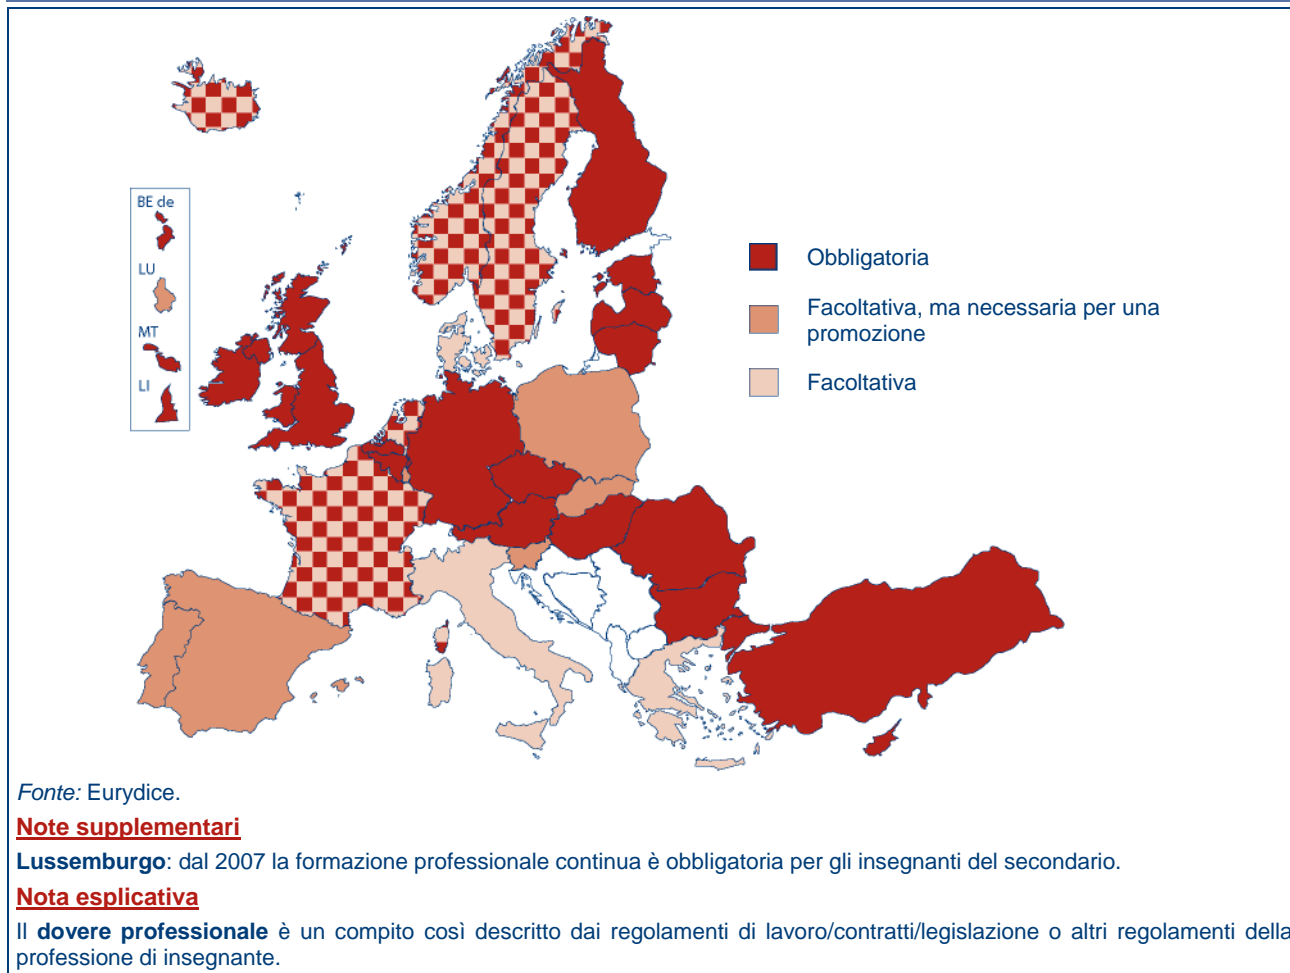 BE de
LU
MT
LI
Obbligatoria
Facoltativa, ma necessaria per una
promozione
Facoltativa
Fonte: Eurydice.
Note supplementari
Lussemburgo: dal 2007 la formazione professionale continua è obbligatoria per gli insegnanti del secondario.
Nota esplicativa
Il dovere professionale è un compito così descritto dai regolamenti di lavoro/contratti/legislazione o altri regolamenti della
professione di insegnante.